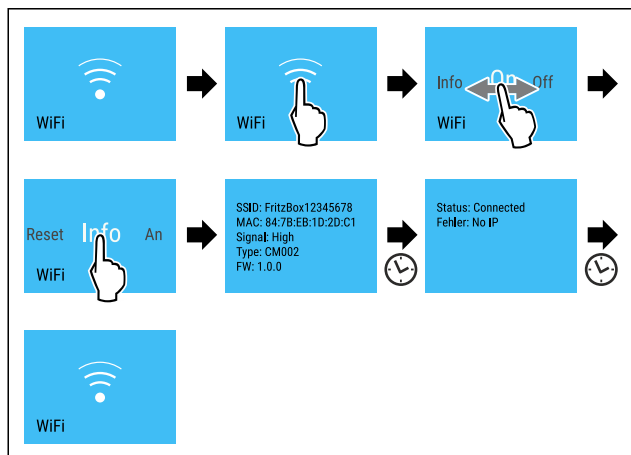 WiFi
WiFi
Info On Off
WiFi
Reset Info An
WiFi
SSID: FritzBox12345678
MAC: 84:7B:EB:1D:2D:C1
Signal: High
Type: CM002
FW: 1.0.0
Status: Connected
Fehler: No IP
WiFi